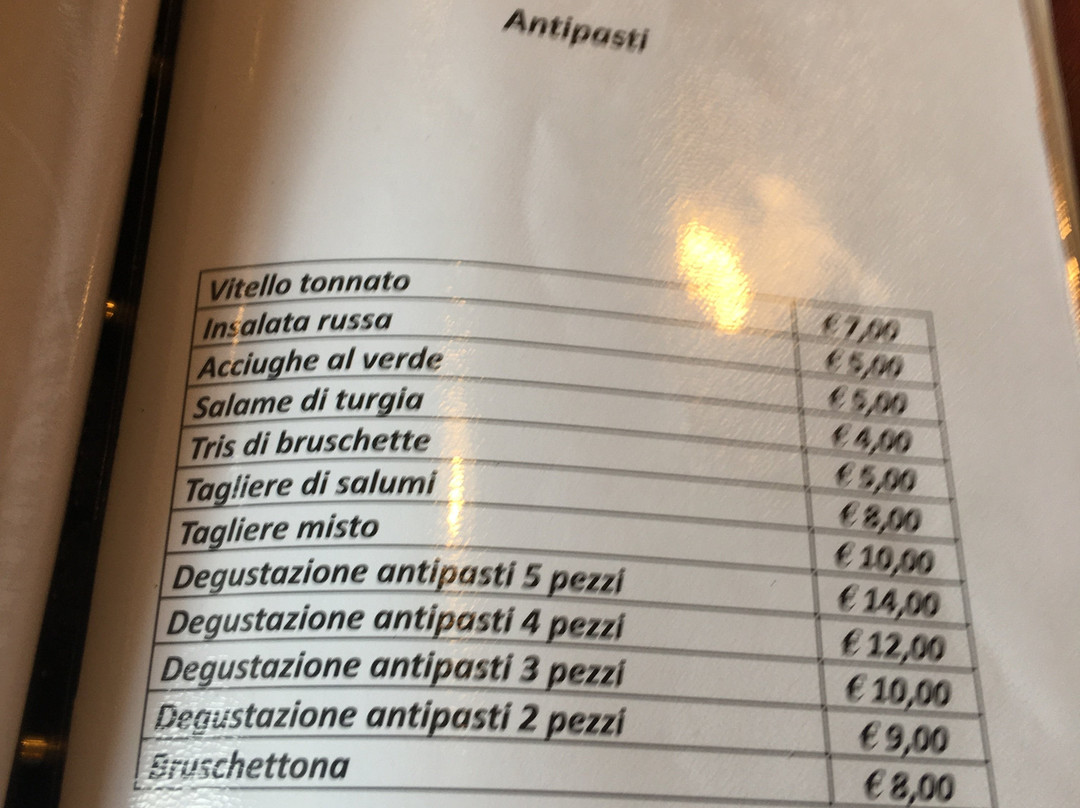 Antipasti
Vitello tonnato € 7,00
Insalata russa € 5,00
Acciughe al verde € 5,00
Salame di turgia € 4,00
Tris di bruschette € 5,00
Tagliere di salumi € 8,00
Tagliere misto € 10,00
Degustazione antipasti 5 pezzi € 14,00
Degustazione antipasti 4 pezzi € 12,00
Degustazione antipasti 3 pezzi € 10,00
Degustazione antipasti 2 pezzi € 9,00
Bruschettona € 8,00